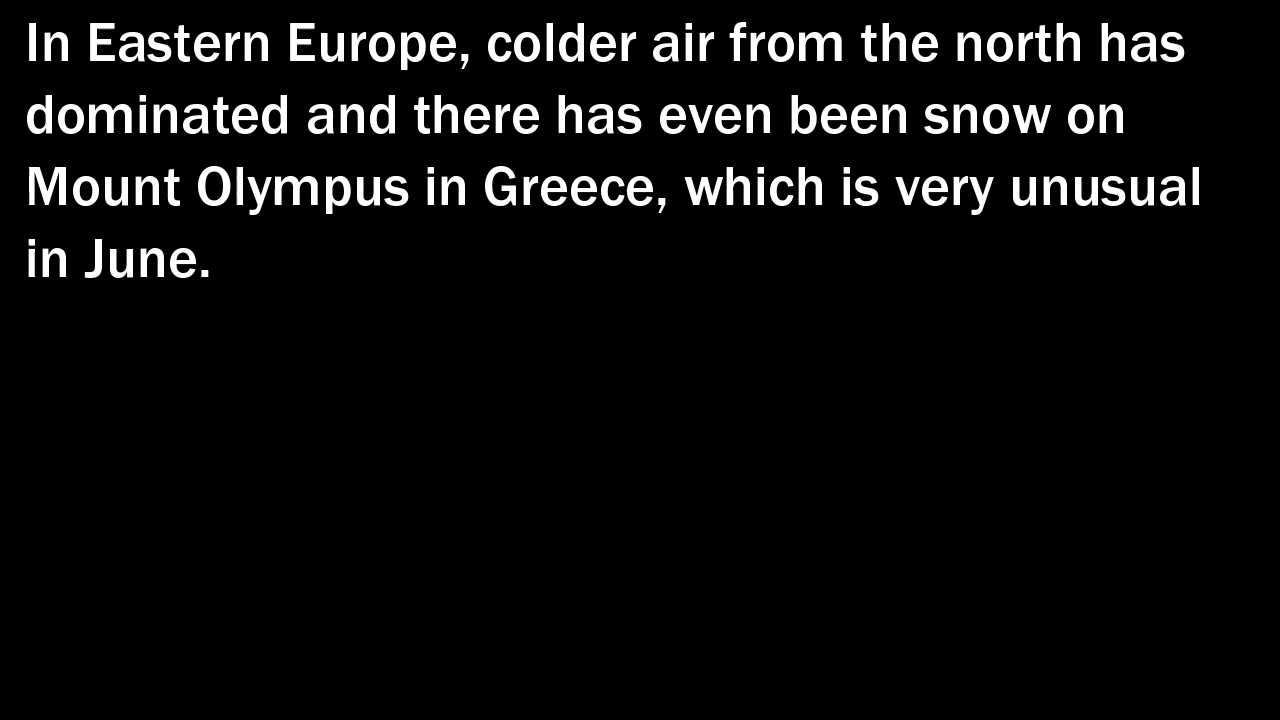 In Eastern Europe, colder air from the north has
dominated and there has even been snow on
Mount Olympus in Greece, which is very unusual
in June.